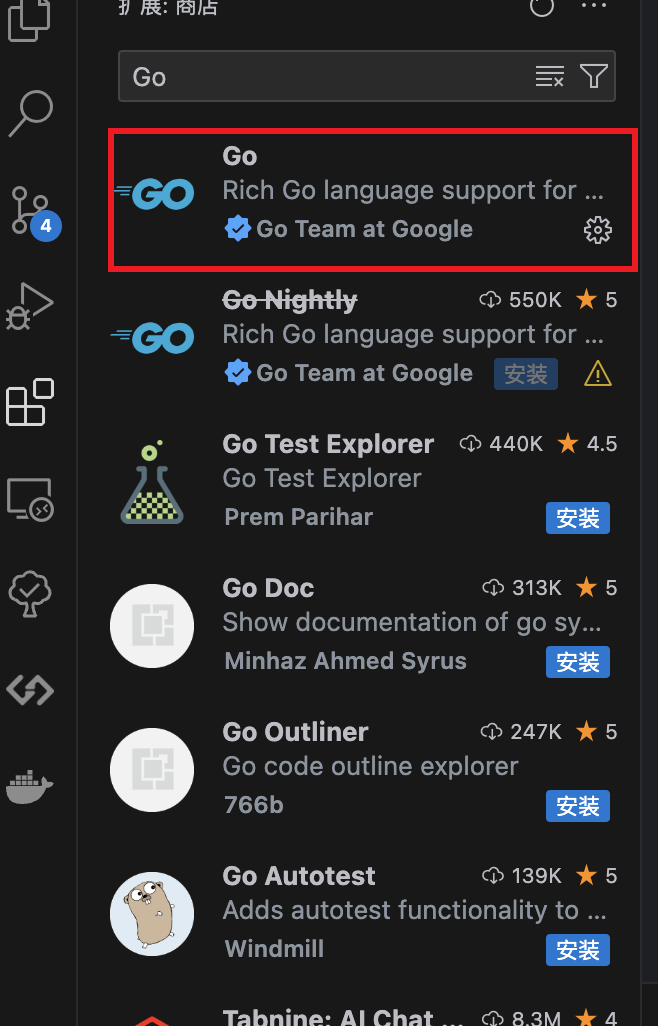 扩展: 商店
Go
Go
Rich Go language support for ...
Go Team at Google
GO
4
Go Nightly
550K
5
Rich Go language support for ...
Go Team at Google
安装
GO
Go Test Explorer
440K
4.5
Go Test Explorer
Prem Parihar
安装
Go Doc
313K
5
Show documentation of go sy...
Minhaz Ahmed Syrus
安装
Go Outliner
247K
5
Go code outline explorer
766b
安装
Go Autotest
139K
5
Adds autotest functionality to ...
Windmill
安装
Tabnine: AI Chat ...
8.3M
4